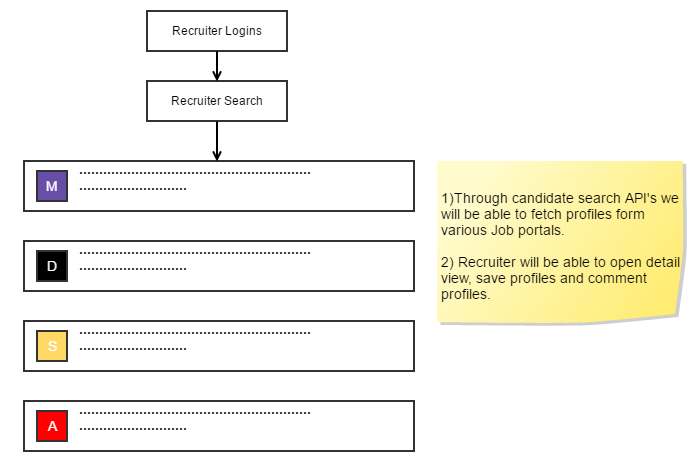 Recruiter Logins
Recruiter Search
M
D
S
A
1)Through candidate search API's we
will be able to fetch profiles form
various Job portals.
2) Recruiter will be able to open detail
view, save profiles and comment
profiles.